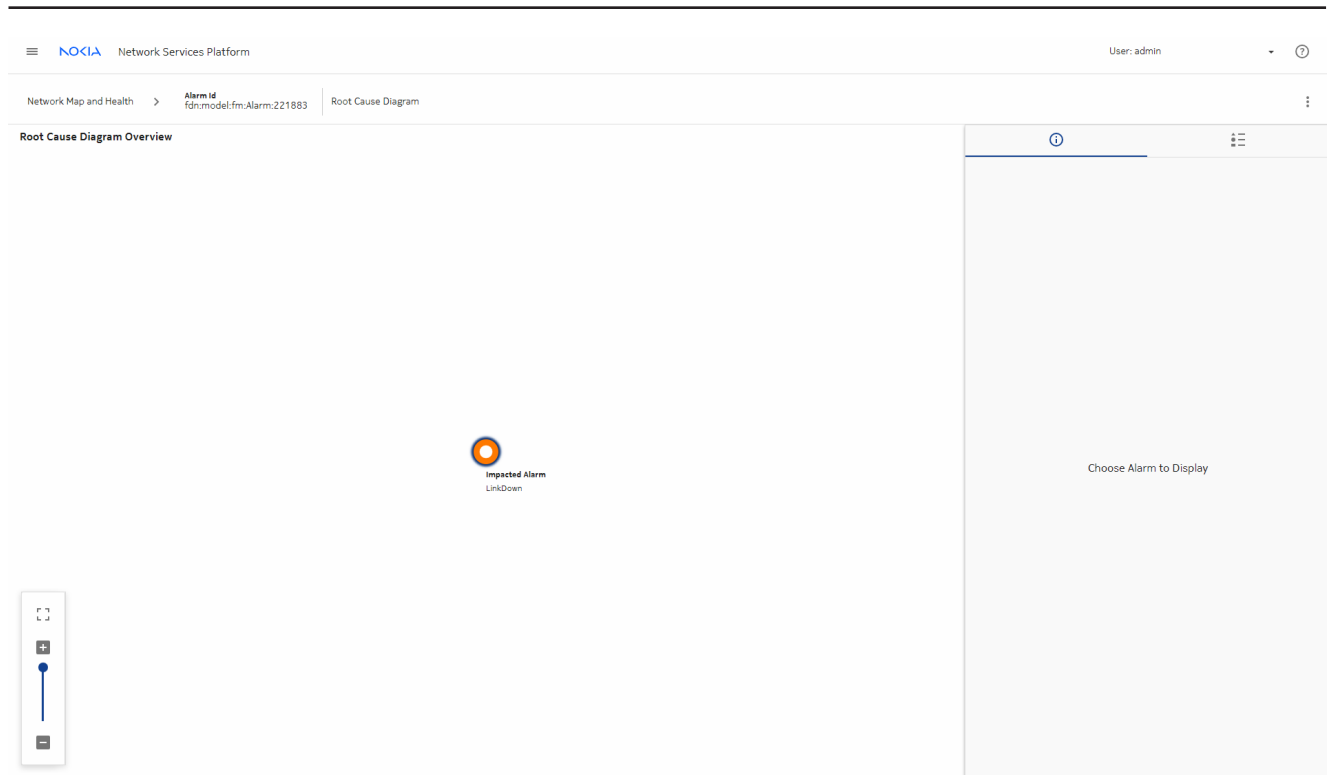 NOKIA Network Services Platform
User: admin
Network Map and Health
Alarm Id
fdn:model:fm:Alarm:221883
Root Cause Diagram
Root Cause Diagram Overview
Impacted Alarm
LinkDown
Choose Alarm to Display